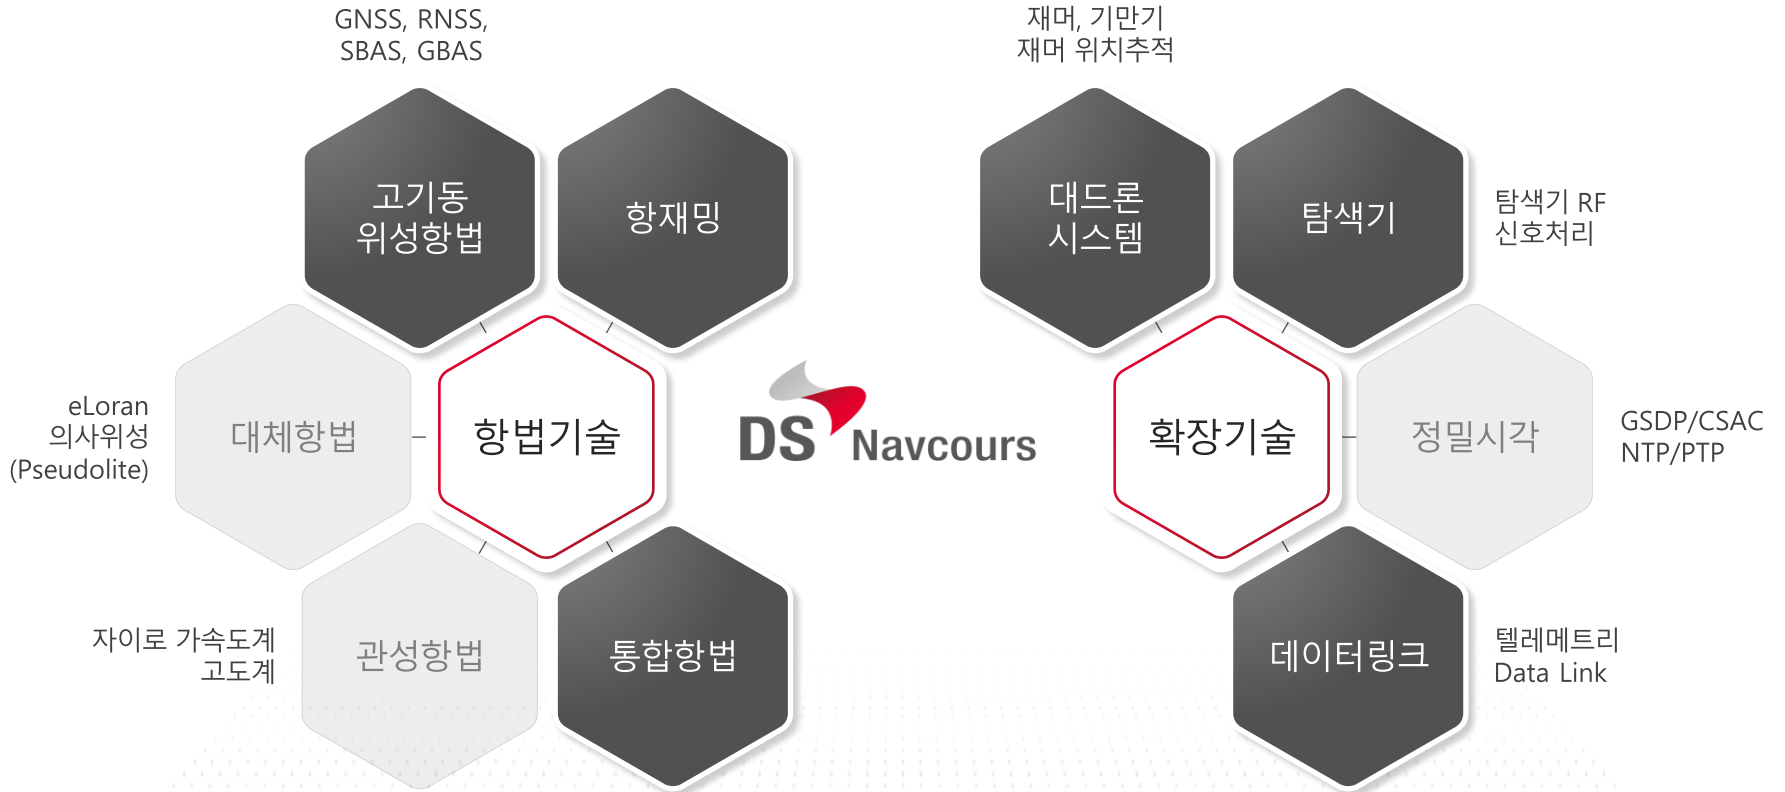 GNSS, RNSS,
SBAS, GBAS
고기동
위성항법
항재밍
eLoran
의사위성
(Pseudolite)
대체항법
항법기술
자이로 가속도계
고도계
관성항법
통합항법
DS Navcours
재머, 기만기
재머 위치추적
대드론
시스템
탐색기
탐색기 RF
신호처리
확장기술
정밀시각
GSDP/CSAC
NTP/PTP
데이터링크
텔레메트리
Data Link